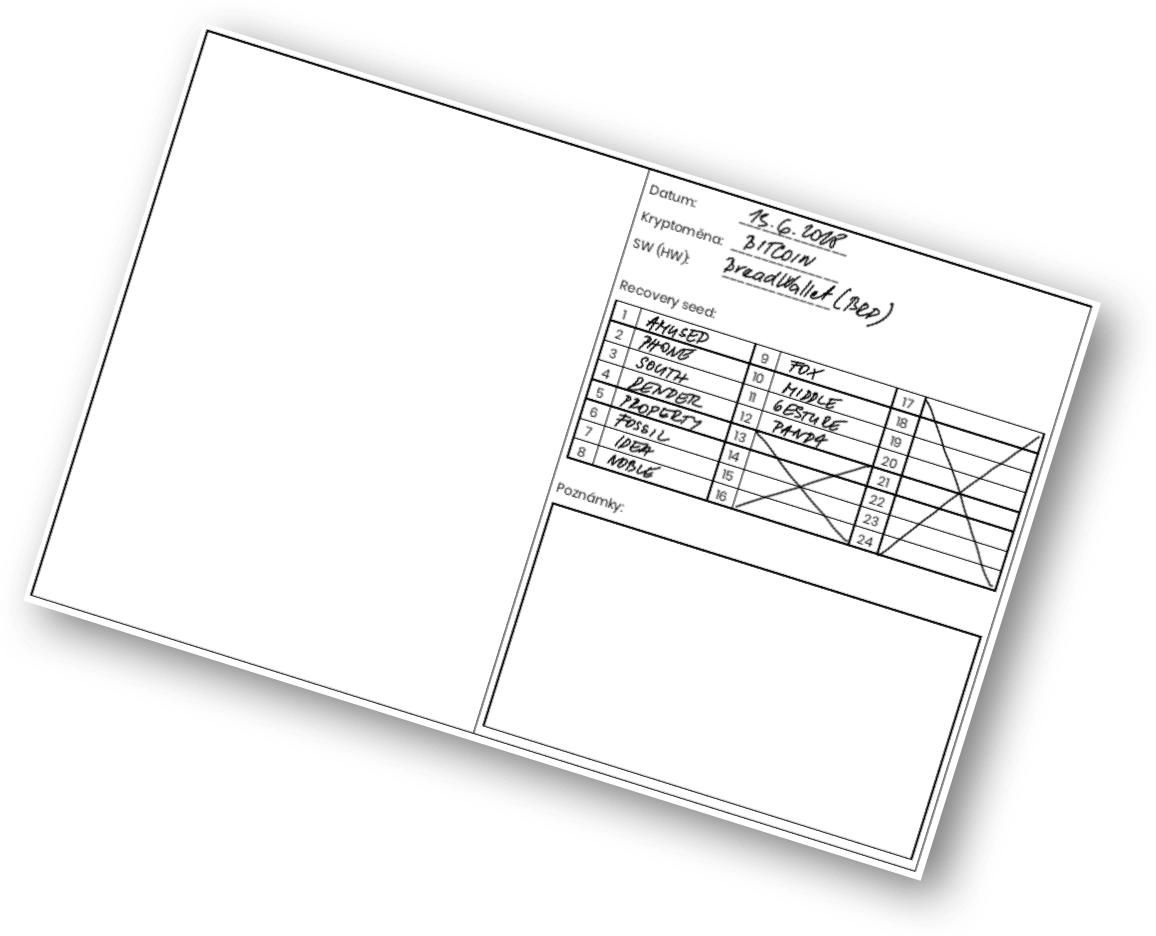 Datum: 15.6.2018
Kryptoměna: BITCOIN
SW (HW): BreadWallet (BRD)
Recovery seed:
1 AMUSED
2 PHONE
3 SOUTH
4 RENDER
5 PROPERTY
6 FOSSIL
7 IDEA
8 NOBLE
9 FOX
10 MIDDLE
11 GESTURE
12 PANDA
13
14
15
16
17
18
19
20
21
22
23
24
Poznámky: